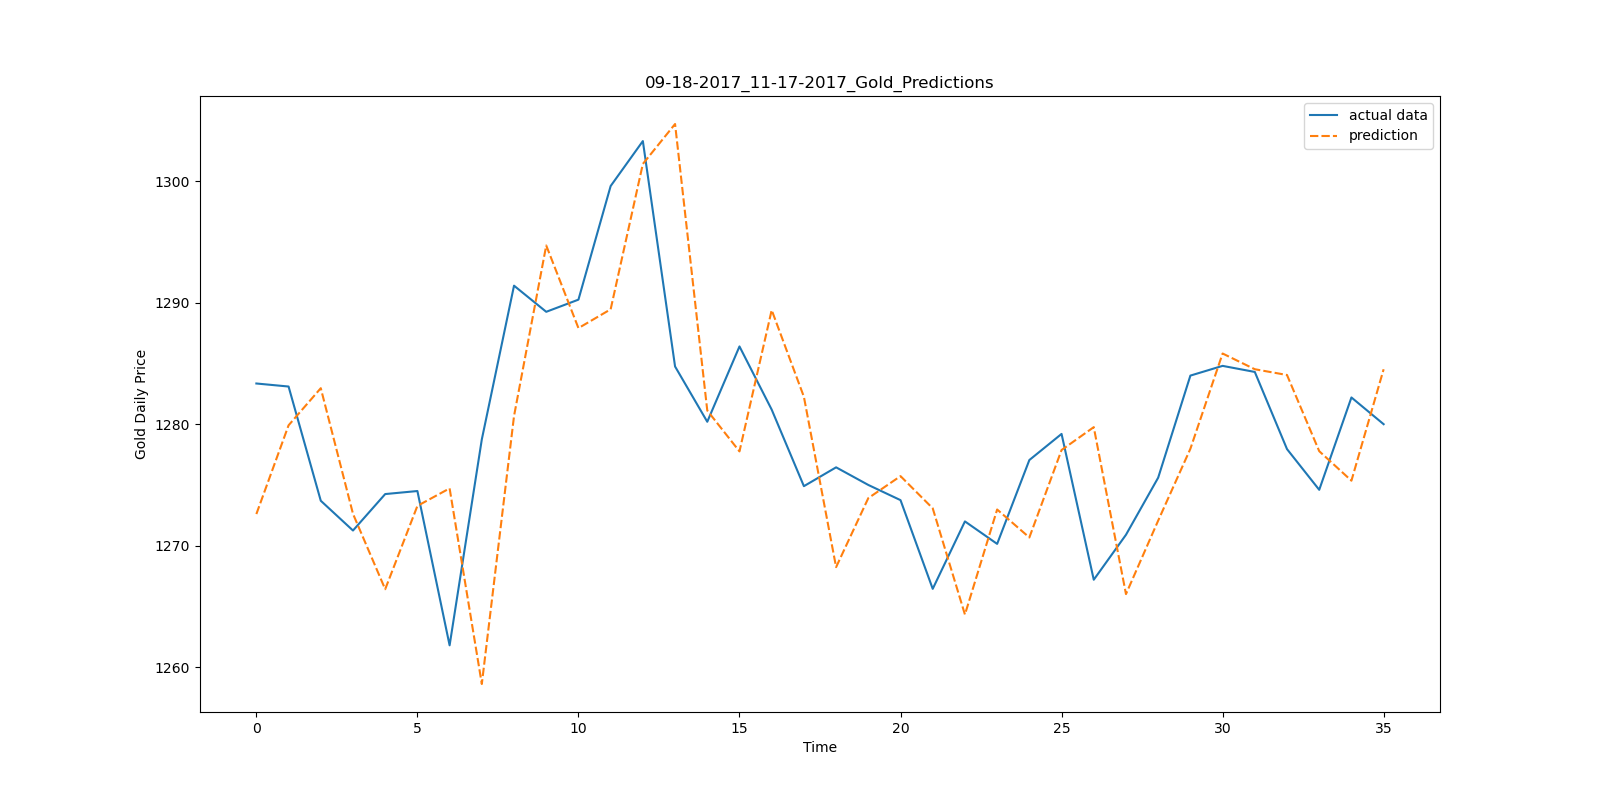 09-18-2017_11-17-2017_Gold_Predictions
actual data
prediction
1300
1290
1280
1270
1260
Gold Daily Price
0 5 10 15 20 25 30 35
Time